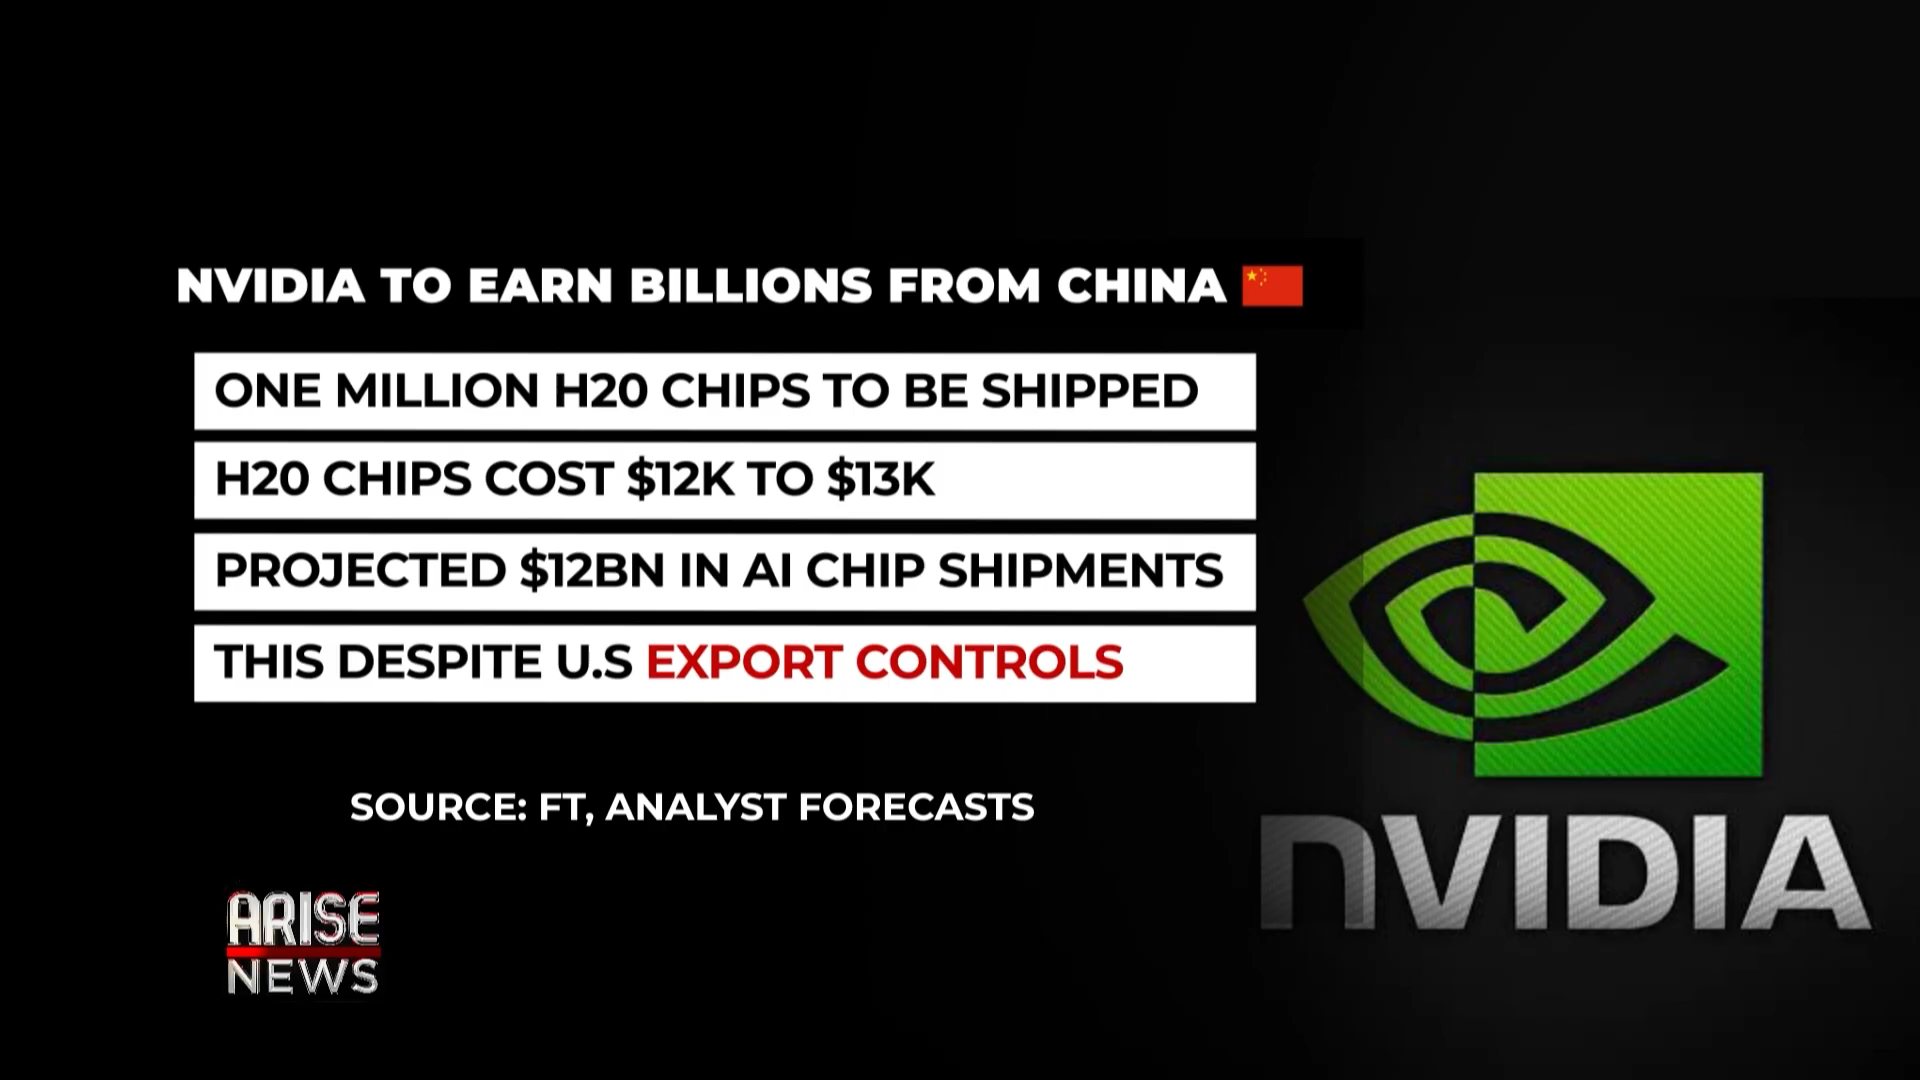 NVIDIA TO EARN BILLIONS FROM CHINA
ONE MILLION H20 CHIPS TO BE SHIPPED
H20 CHIPS COST $12K TO $13K
PROJECTED $12BN IN AI CHIP SHIPMENTS
THIS DESPITE U.S EXPORT CONTROLS
SOURCE: FT, ANALYST FORECASTS
nVIDIA
ARISE
NEWS